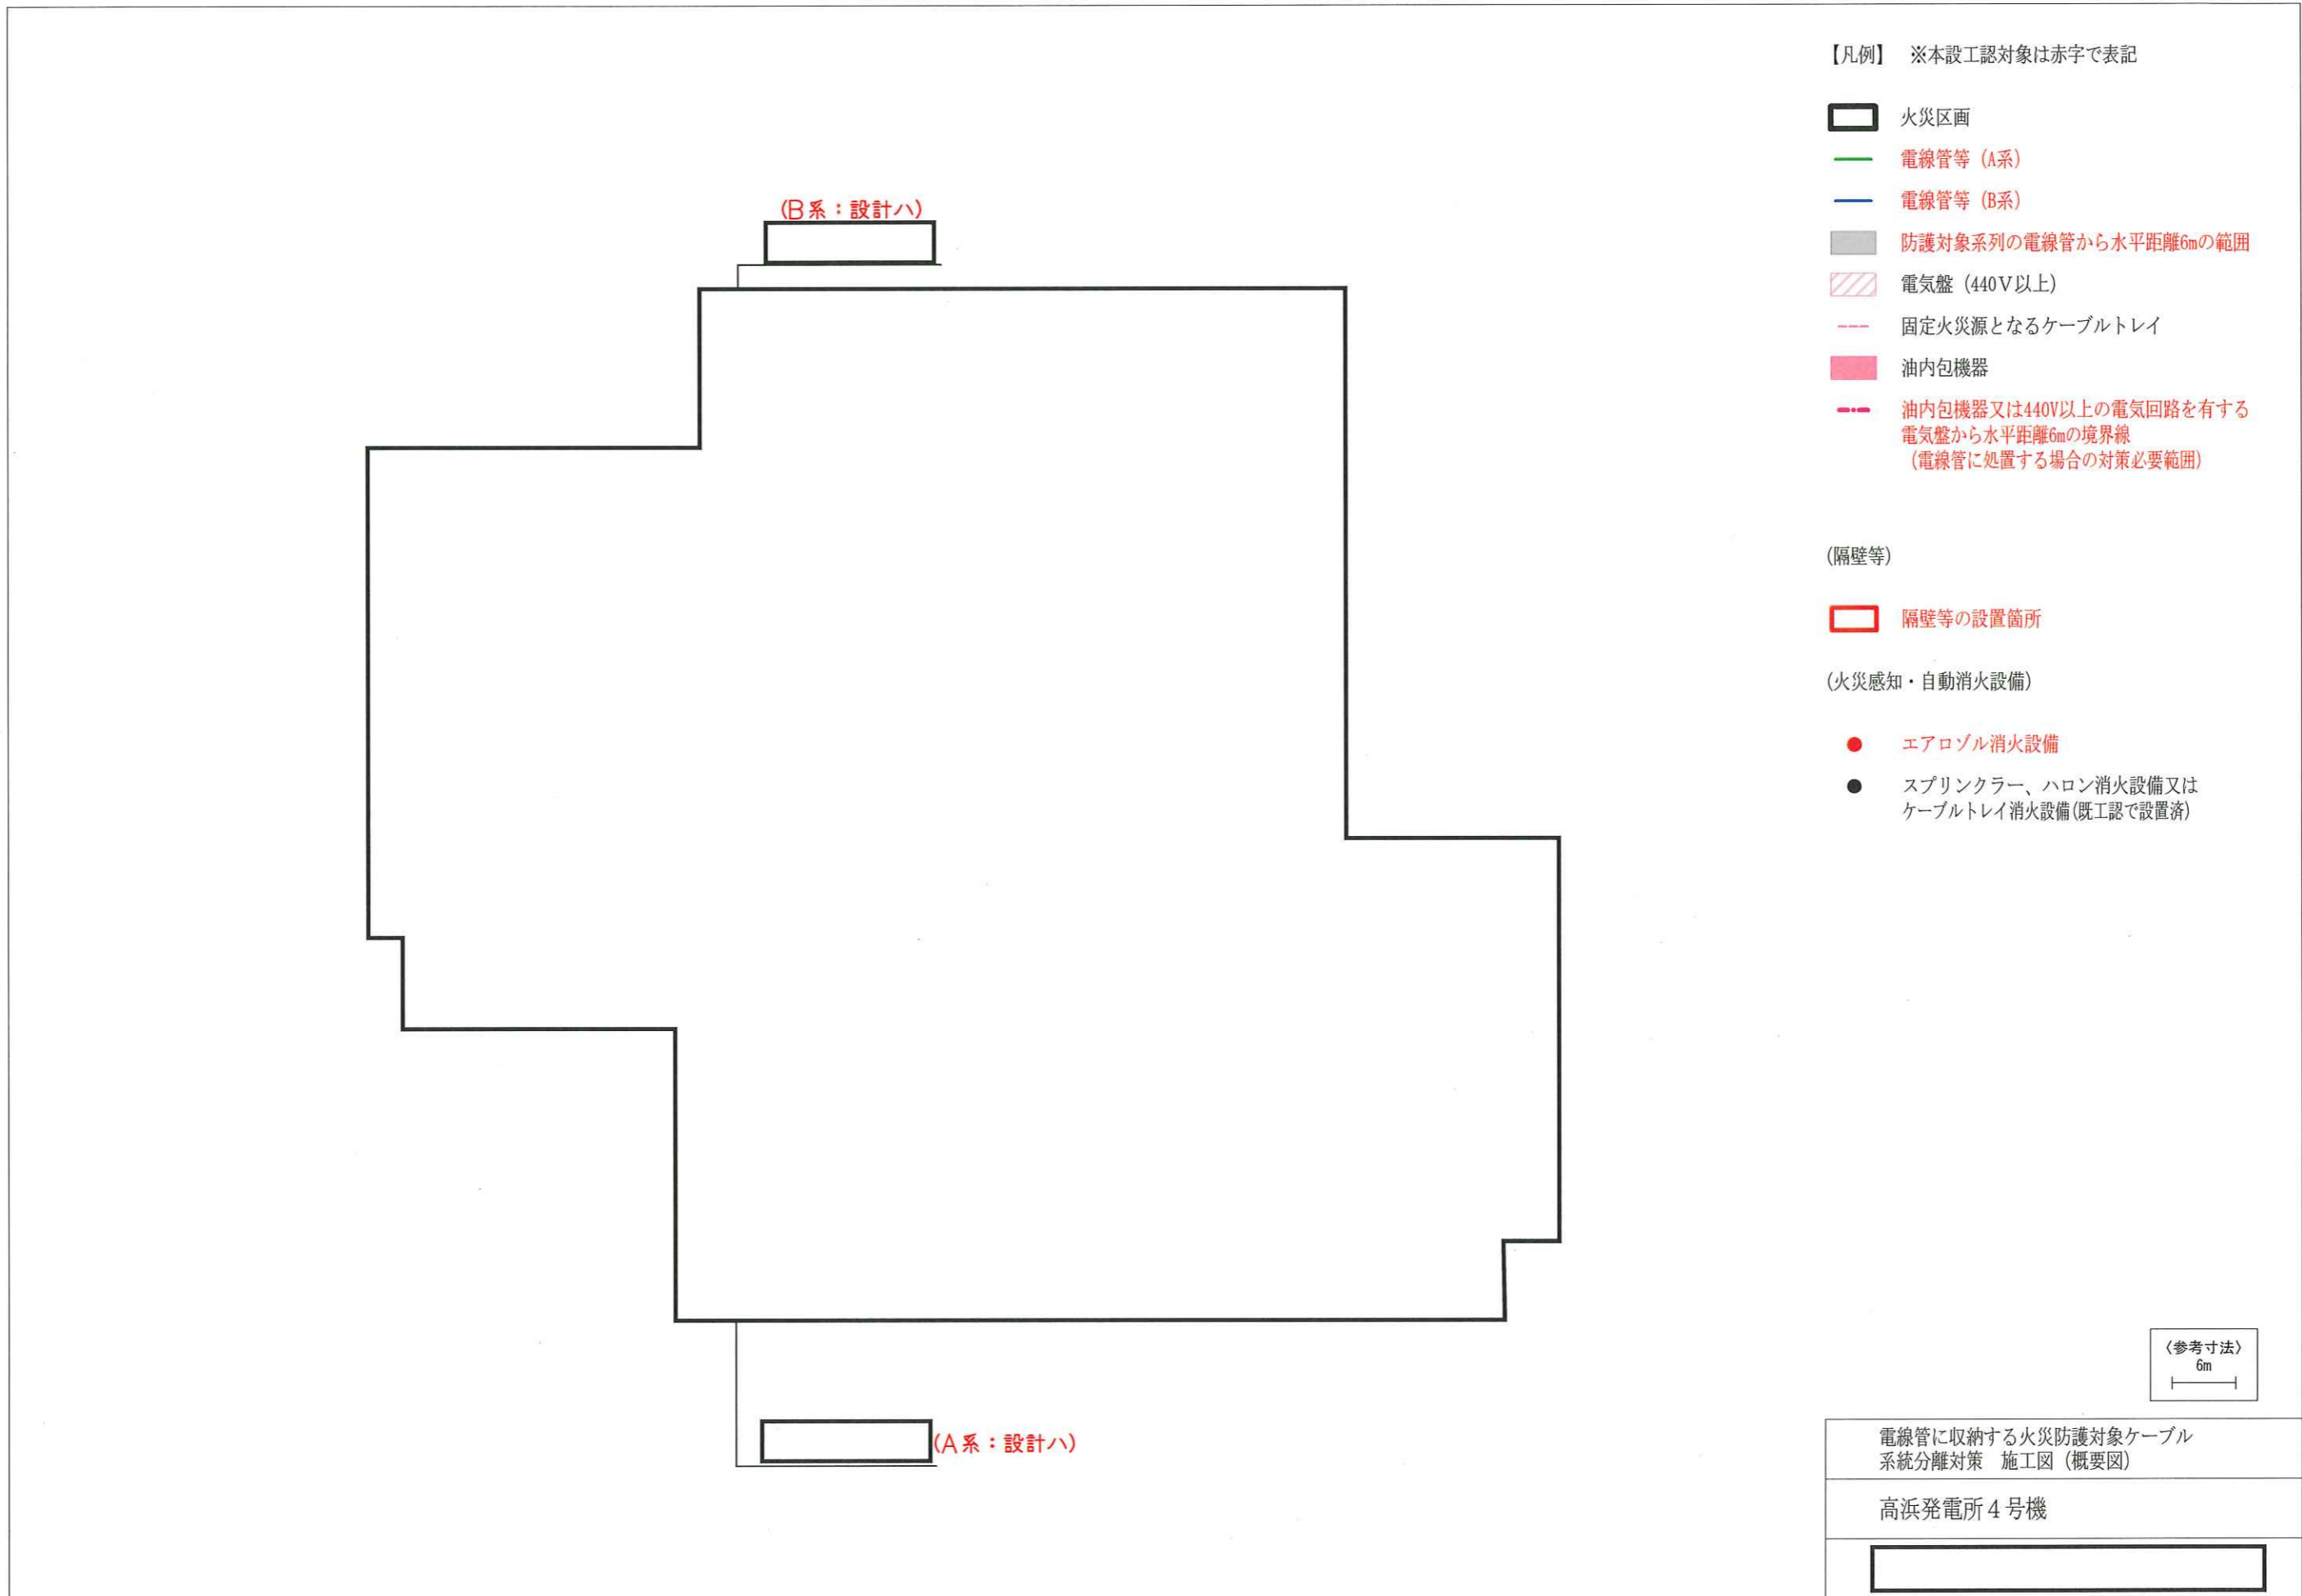 【凡例】　※本設工認対象は赤字で表記
火災区画
電線管等（A系）
電線管等（B系）
防護対象系列の電線管から水平距離6mの範囲
電気盤（440Ｖ以上）
固定火災源となるケーブルトレイ
油内包機器
油内包機器又は440V以上の電気回路を有する
電気盤から水平距離6mの境界線
（電線管に処置する場合の対策必要範囲）
(隔壁等)
隔壁等の設置箇所
(火災感知・自動消火設備)
エアロゾル消火設備
スプリンクラー、ハロン消火設備又は
ケーブルトレイ消火設備(既工認で設置済)
(B系：設計ハ)
(A系：設計ハ)
〈参考寸法〉
6m
電線管に収納する火災防護対象ケーブル
系統分離対策　施工図（概要図）
高浜発電所４号機